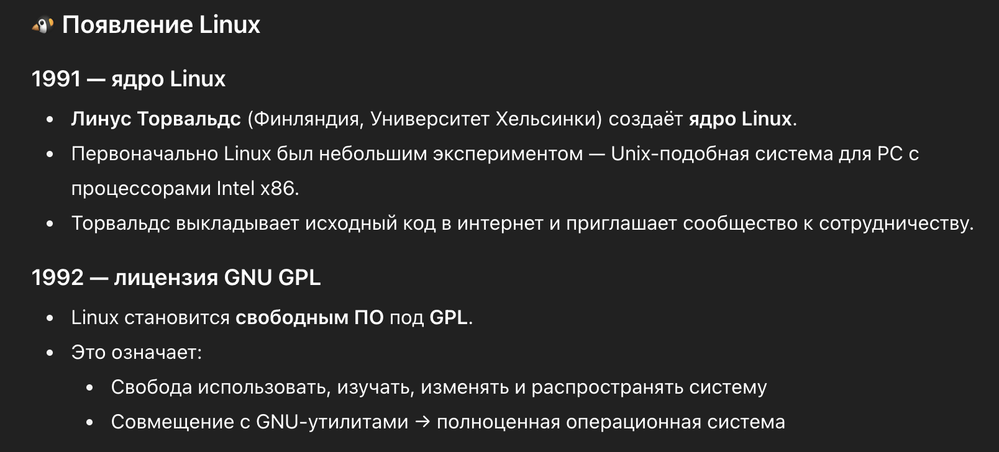 Появление Linux
1991 — ядро Linux
• Линус Торвальдс (Финляндия, Университет Хельсинки) создаёт ядро Linux.
• Первоначально Linux был небольшим экспериментом — Unix-подобная система для PC с
процессорами Intel x86.
• Торвальдс выкладывает исходный код в интернет и приглашает сообщество к сотрудничеству.
1992 — лицензия GNU GPL
• Linux становится свободным ПО под GPL.
• Это означает:
• Свобода использовать, изучать, изменять и распространять систему
• Совмещение с GNU-утилитами → полноценная операционная система